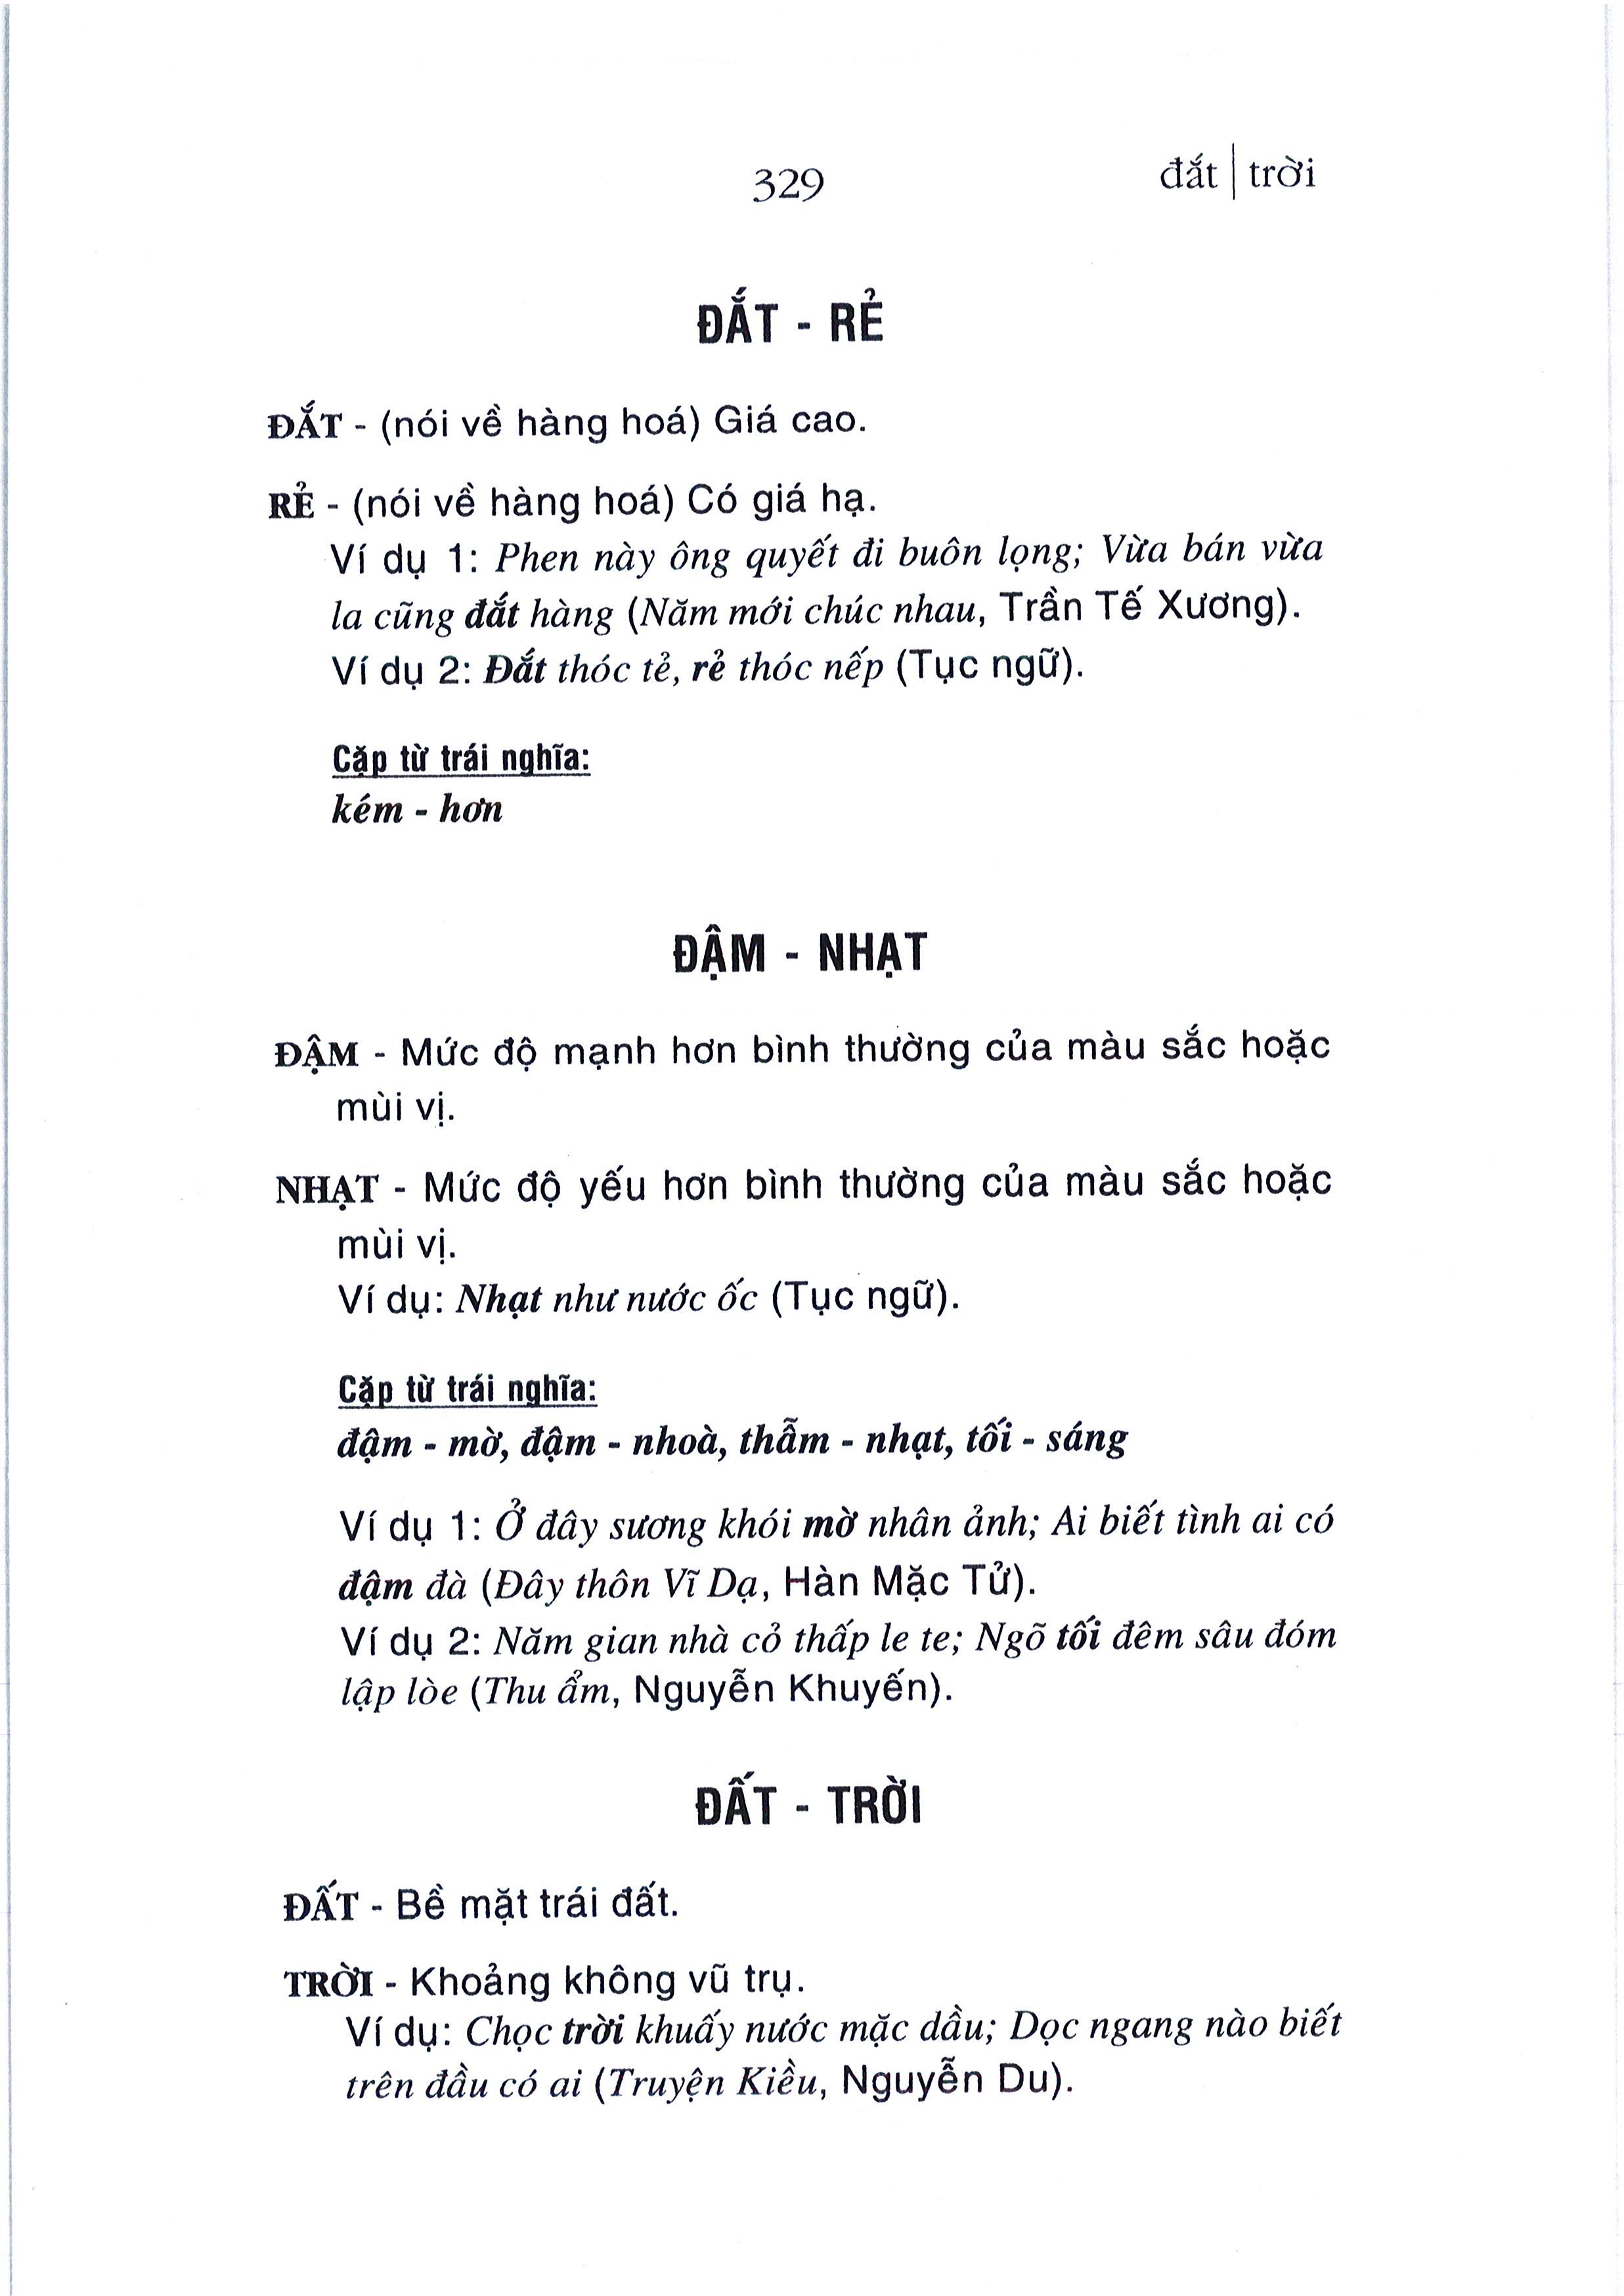 329
đắt | trời
ĐẮT - RẺ
ĐẮT - (nói về hàng hoá) Giá cao.
RẺ - (nói về hàng hoá) Có giá hạ.
Ví dụ 1: Phen này ông quyết đi buôn lọng; Vừa bán vừa
la cũng đắt hàng (Năm mới chúc nhau, Trần Tế Xương).
Ví dụ 2: Đắt thóc tẻ, rẻ thóc nếp (Tục ngữ).
Cặp từ trái nghĩa:
kém - hơn
ĐẬM - NHẠT
ĐẬM - Mức độ mạnh hơn bình thường của màu sắc hoặc
mùi vị.
NHẠT - Mức độ yếu hơn bình thường của màu sắc hoặc
mùi vị.
Ví dụ: Nhạt như nước ốc (Tục ngữ).
Cặp từ trái nghĩa:
đậm - mờ, đậm - nhoà, thẫm - nhạt, tối - sáng
Ví dụ 1: Ở đây sương khói mờ nhân ảnh; Ai biết tình ai có
đậm đà (Đây thôn Vĩ Dạ, Hàn Mặc Tử).
Ví dụ 2: Năm gian nhà cỏ thấp le te; Ngõ tối đêm sâu đóm
lập lòe (Thu ẩm, Nguyễn Khuyến).
ĐẤT - TRỜI
ĐẤT - Bề mặt trái đất.
TRỜI - Khoảng không vũ trụ.
Ví dụ: Chọc trời khuấy nước mặc dầu; Dọc ngang nào biết
trên đầu có ai (Truyện Kiều, Nguyễn Du).